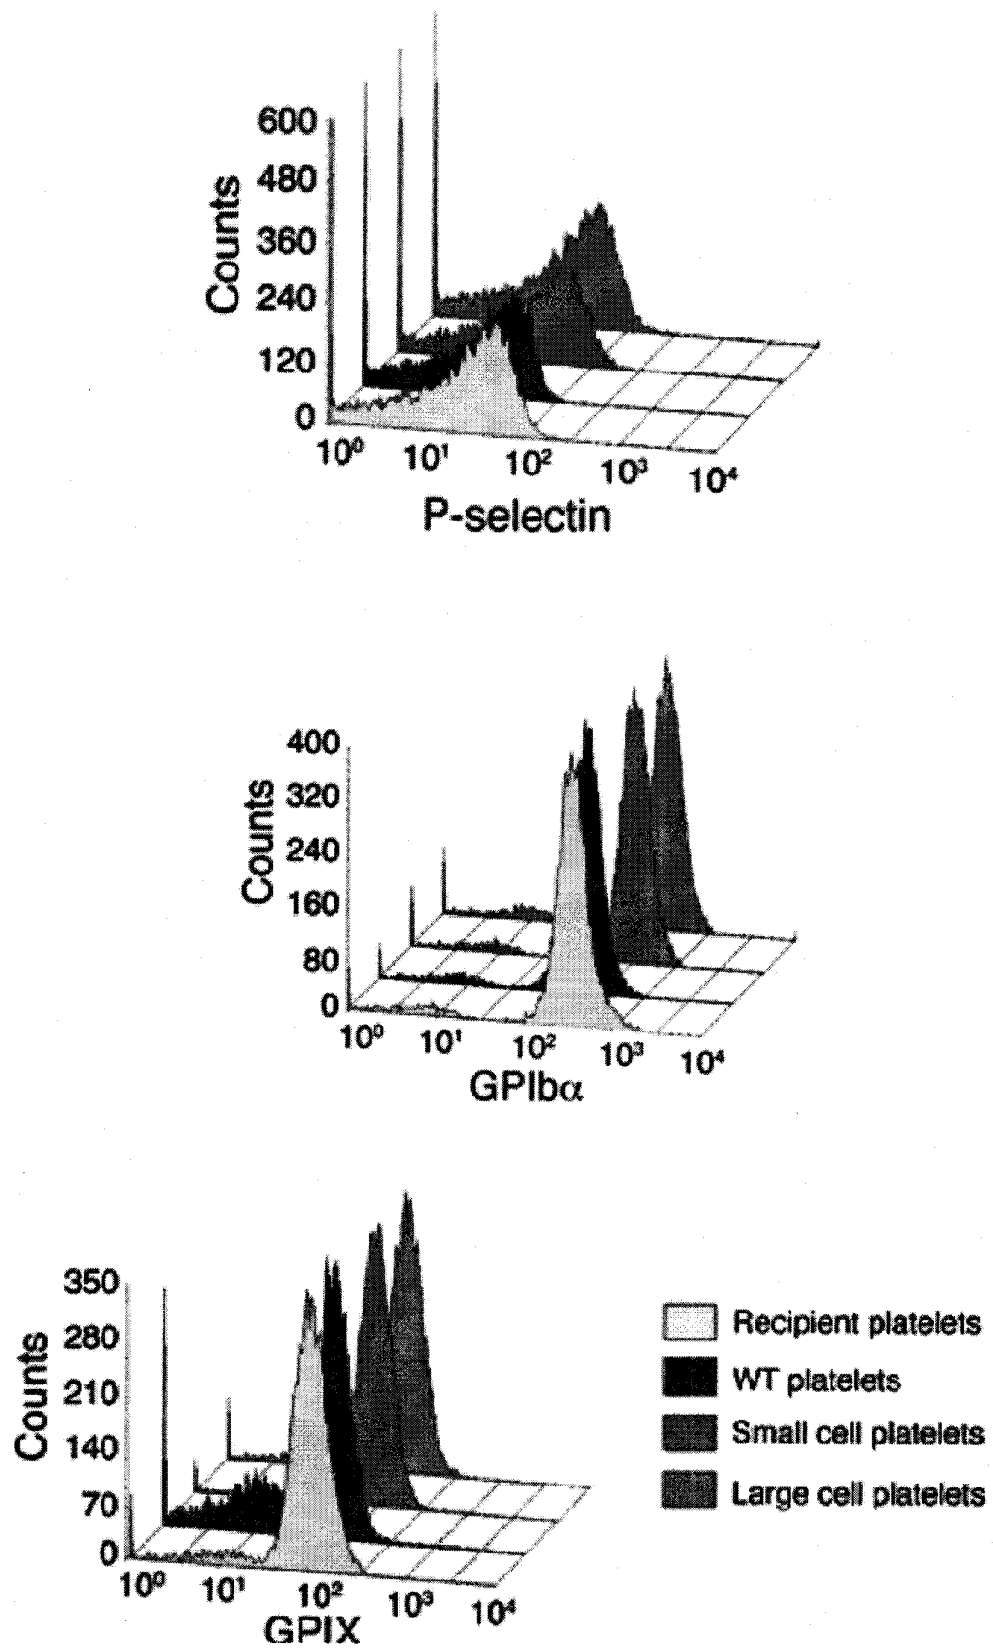 600
480
360
240
120
0
Counts
10⁰ 10¹ 10² 10³ 10⁴
P-selectin
400
320
240
160
80
0
Counts
10⁰ 10¹ 10² 10³ 10⁴
GPIbα
350
280
210
140
70
0
Counts
10⁰ 10¹ 10² 10³ 10⁴
GPIX
Recipient platelets
WT platelets
Small cell platelets
Large cell platelets